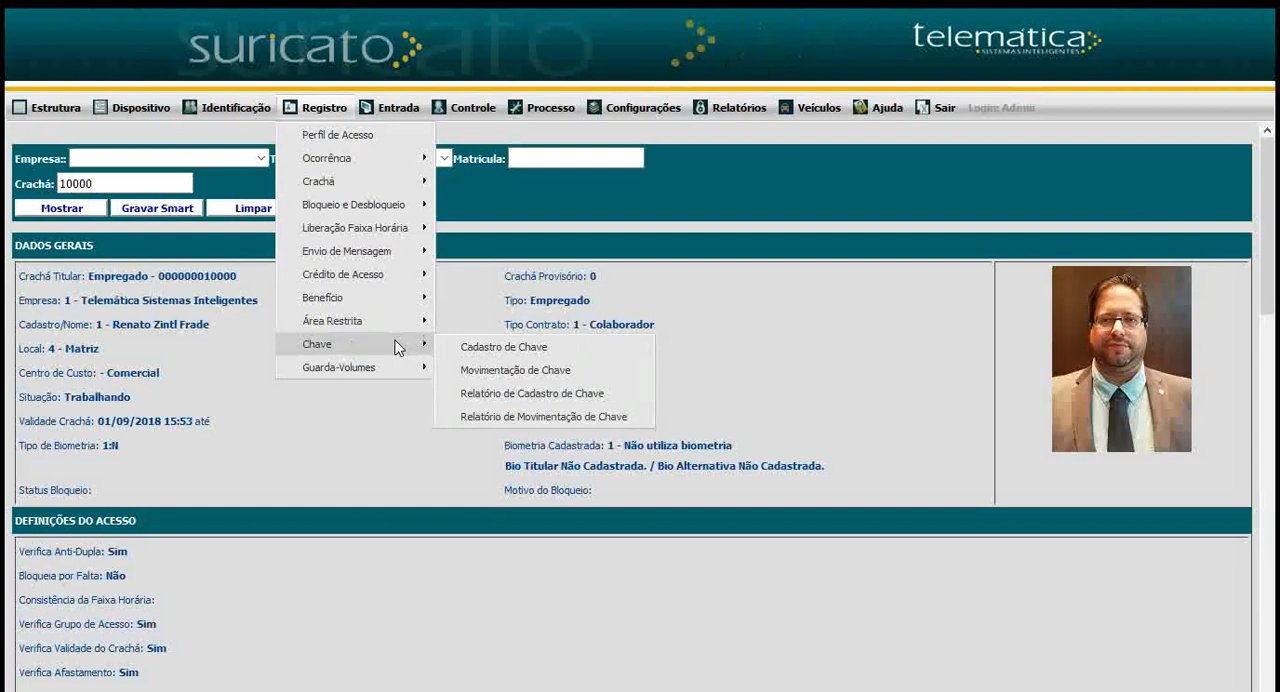 suricato
telemática
SISTEMAS INTELIGENTES
Estrutura Dispositivo Identificação Registro Entrada Controle Processo Configurações Relatórios Veículos Ajuda Sair Login: Admin
Perfil de Acesso
Ocorrência
Crachá
Bloqueio e Desbloqueio
Liberação Faixa Horária
Envio de Mensagem
Crédito de Acesso
Benefício
Área Restrita
Chave
Guarda-Volumes
Cadastro de Chave
Movimentação de Chave
Relatório de Cadastro de Chave
Relatório de Movimentação de Chave
Empresa:: Matricula:
Crachá: 10000
Mostrar Gravar Smart Limpar
DADOS GERAIS
Crachá Titular: Empregado - 000000010000 Crachá Provisório: 0
Empresa: 1 - Telemática Sistemas Inteligentes Tipo: Empregado
Cadastro/Nome: 1 - Renato Zintl Frade Tipo Contrato: 1 - Colaborador
Local: 4 - Matriz
Centro de Custo: - Comercial
Situação: Trabalhando
Validade Crachá: 01/09/2018 15:53 até
Tipo de Biometria: 1:N Biometria Cadastrada: 1 - Não utiliza biometria
Bio Titular Não Cadastrada. / Bio Alternativa Não Cadastrada.
Status Bloqueio: Motivo do Bloqueio:
DEFINIÇÕES DO ACESSO
Verifica Anti-Dupla: Sim
Bloqueia por Falta: Não
Consistência da Faixa Horária:
Verifica Grupo de Acesso: Sim
Verifica Validade do Crachá: Sim
Verifica Afastamento: Sim